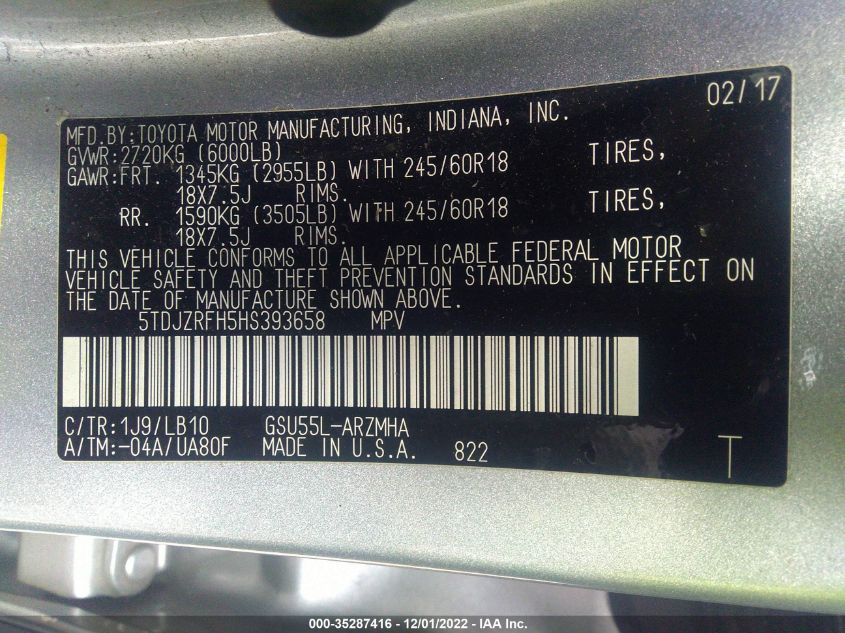 02/17
MFD.BY:TOYOTA MOTOR MANUFACTURING, INDIANA, INC.
GVWR:2720KG (6000LB)
GAWR:FRT. 1345KG (2955LB) WITH 245/60R18 TIRES,
18X7.5J RIMS.
RR. 1590KG (3505LB) WITH 245/60R18 TIRES,
18X7.5J RIMS.
THIS VEHICLE CONFORMS TO ALL APPLICABLE FEDERAL MOTOR
VEHICLE SAFETY AND THEFT PREVENTION STANDARDS IN EFFECT ON
THE DATE OF MANUFACTURE SHOWN ABOVE.
5TDJZRFH5HS393658 MPV
C/TR:1J9/LB10 GSU55L-ARZMHA
A/TM:-04A/UA80F MADE IN U.S.A. 822
T
000-35287416 - 12/01/2022 - IAA Inc.